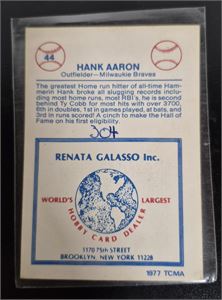 44
HANK AARON
Outfielder—Milwaukie Braves
The greatest Home run hitter of all-time Ham-
merin Hank broke all slugging records includ-
ing most home runs, most RBI's, he is second
behind Ty Cobb for most hits with over 3700,
6th in doubles, 1st in games played, at bats, and
3rd in runs scored! A cinch to make the Hall of
Fame on his first eligibility.
304
RENATA GALASSO Inc.
WORLD'S LARGEST
HOBBY CARD DEALER
1170 75th STREET
BROOKLYN, NEW YORK 11228
1977 TCMA